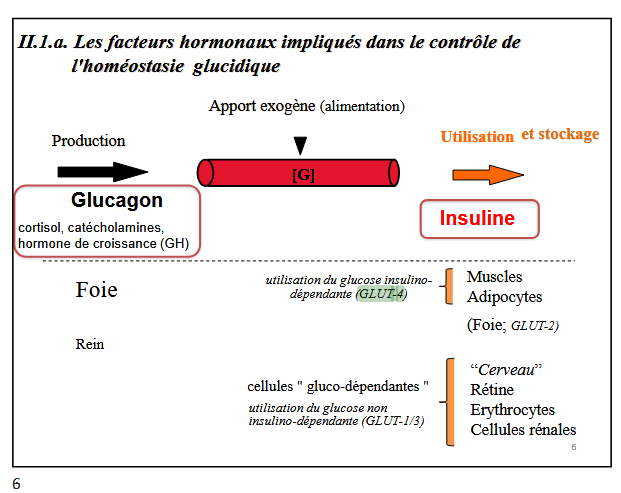 II.1.a. Les facteurs hormonaux impliqués dans le contrôle de
l'homéostasie glucidique
Apport exogène (alimentation)
Production
Utilisation et stockage
[G]
Glucagon
cortisol, catécholamines,
hormone de croissance (GH)
Insuline
Foie
utilisation du glucose insulino-
dépendante (GLUT-4)
Muscles
Adipocytes
(Foie; GLUT-2)
Rein
cellules " gluco-dépendantes "
utilisation du glucose non
insulino-dépendante (GLUT-1/3)
“Cerveau”
Rétine
Erythrocytes
Cellules rénales
6
6